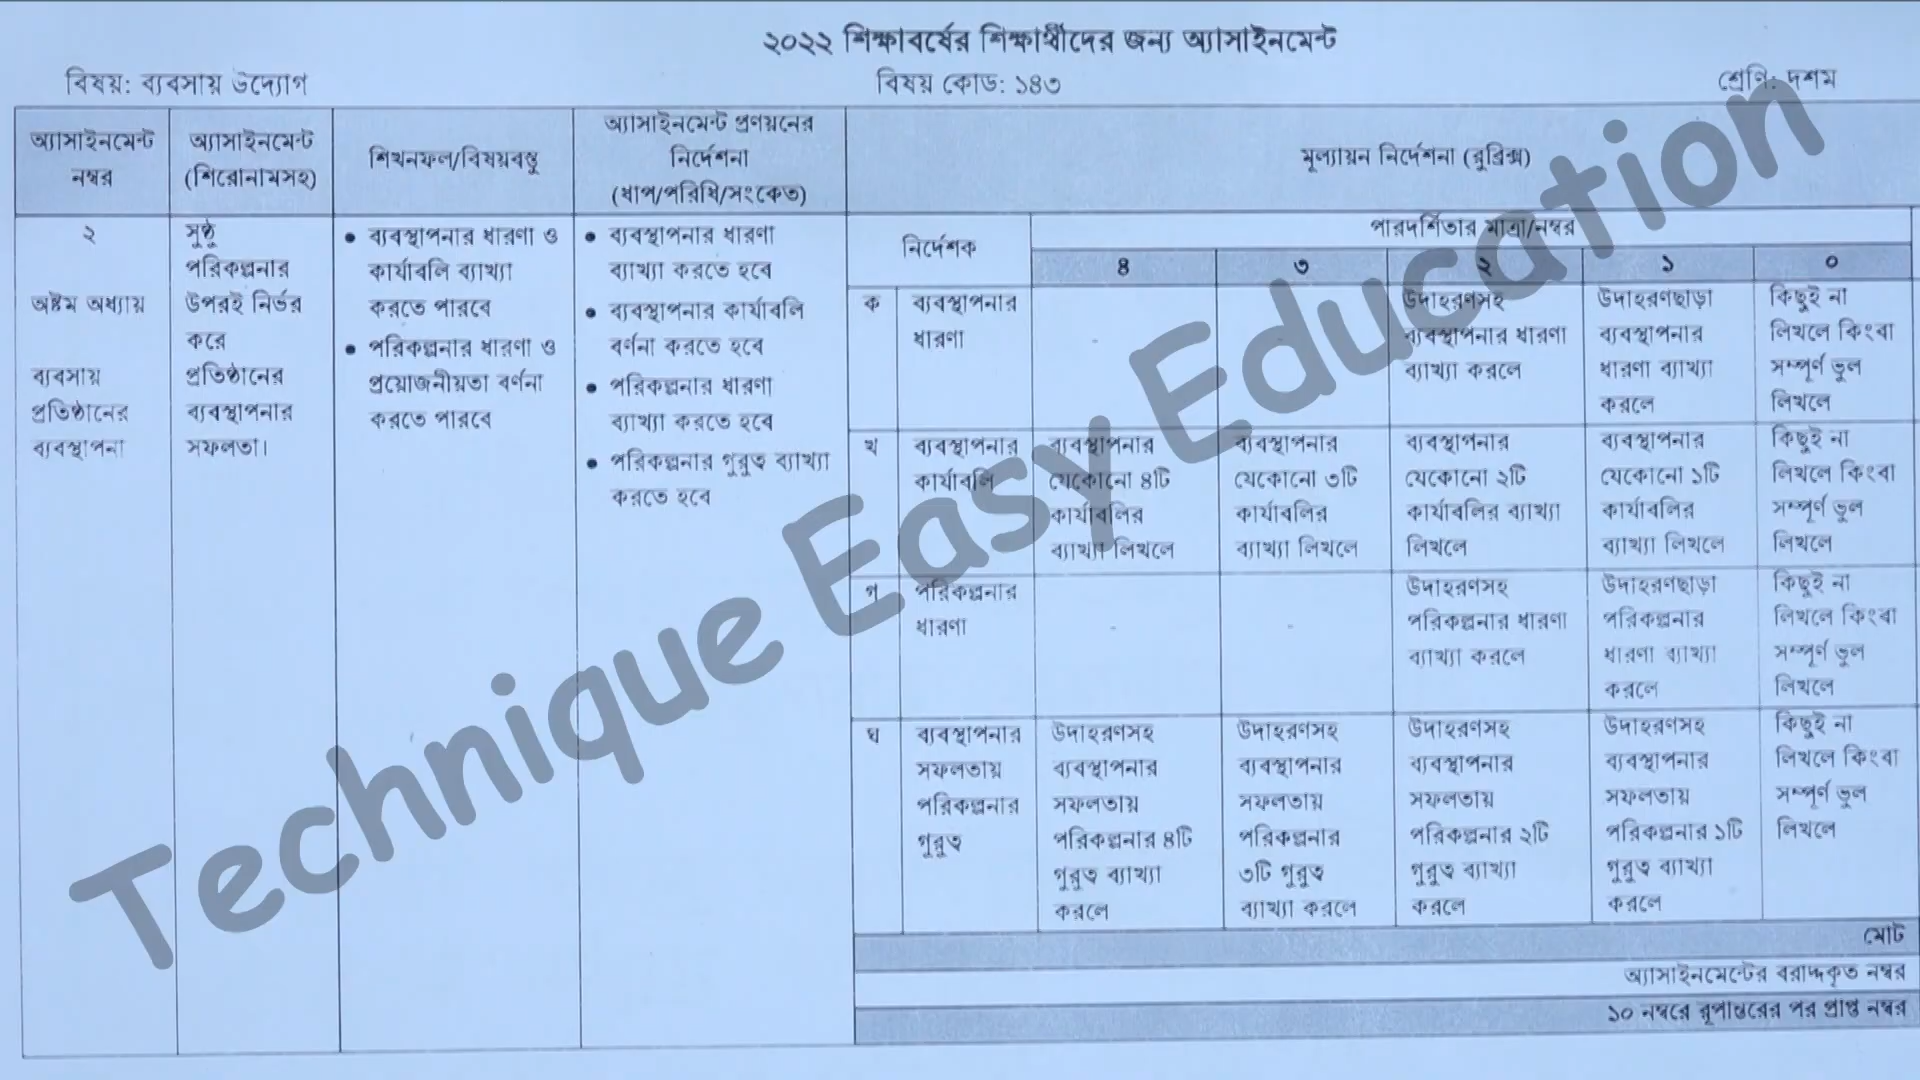 ২০২২ শিক্ষাবর্ষের শিক্ষার্থীদের জন্য অ্যাসাইনমেন্ট
বিষয়: ব্যবসায় উদ্যোগ
বিষয় কোড: ১৪৩
শ্রেণি: দশম
অ্যাসাইনমেন্ট
নম্বর
অ্যাসাইনমেন্ট
(শিরোনামসহ)
শিখনফল/বিষয়বস্তু
অ্যাসাইনমেন্ট প্রণয়নের
নির্দেশনা
(ধাপ/পরিধি/সংকেত)
মূল্যায়ন নির্দেশনা (রুব্রিক্স)
২
অষ্টম অধ্যায়
ব্যবসায়
প্রতিষ্ঠানের
ব্যবস্থাপনা
সুষ্ঠু
পরিকল্পনার
উপরই নির্ভর
করে
প্রতিষ্ঠানের
ব্যবস্থাপনার
সফলতা।
• ব্যবস্থাপনার ধারণা ও
কার্যাবলি ব্যাখ্যা
করতে পারবে
• পরিকল্পনার ধারণা ও
প্রয়োজনীয়তা বর্ণনা
করতে পারবে
• ব্যবস্থাপনার ধারণা
ব্যাখ্যা করতে হবে
• ব্যবস্থাপনার কার্যাবলি
বর্ণনা করতে হবে
• পরিকল্পনার ধারণা
ব্যাখ্যা করতে হবে
• পরিকল্পনার গুরুত্ব ব্যাখ্যা
করতে হবে
নির্দেশক
পারদর্শিতার মাত্রা/নম্বর
৪
৩
২
১
০
ক
ব্যবস্থাপনার
ধারণা
উদাহরণসহ
ব্যবস্থাপনার ধারণা
ব্যাখ্যা করলে
উদাহরণছাড়া
ব্যবস্থাপনার
ধারণা ব্যাখ্যা
করলে
কিছুই না
লিখলে কিংবা
সম্পূর্ণ ভুল
লিখলে
খ
ব্যবস্থাপনার
কার্যাবলি
ব্যবস্থাপনার
যেকোনো ৪টি
কার্যাবলির
ব্যাখ্যা লিখলে
ব্যবস্থাপনার
যেকোনো ৩টি
কার্যাবলির
ব্যাখ্যা লিখলে
ব্যবস্থাপনার
যেকোনো ২টি
কার্যাবলির ব্যাখ্যা
লিখলে
ব্যবস্থাপনার
যেকোনো ১টি
কার্যাবলির
ব্যাখ্যা লিখলে
কিছুই না
লিখলে কিংবা
সম্পূর্ণ ভুল
লিখলে
গ
পরিকল্পনার
ধারণা
উদাহরণসহ
পরিকল্পনার ধারণা
ব্যাখ্যা করলে
উদাহরণছাড়া
পরিকল্পনার
ধারণা ব্যাখ্যা
করলে
কিছুই না
লিখলে কিংবা
সম্পূর্ণ ভুল
লিখলে
ঘ
ব্যবস্থাপনার
সফলতায়
পরিকল্পনার
গুরুত্ব
উদাহরণসহ
ব্যবস্থাপনার
সফলতায়
পরিকল্পনার ৪টি
গুরুত্ব ব্যাখ্যা
করলে
উদাহরণসহ
ব্যবস্থাপনার
সফলতায়
পরিকল্পনার
৩টি গুরুত্ব
ব্যাখ্যা করলে
উদাহরণসহ
ব্যবস্থাপনার
সফলতায়
পরিকল্পনার ২টি
গুরুত্ব ব্যাখ্যা
করলে
উদাহরণসহ
ব্যবস্থাপনার
সফলতায়
পরিকল্পনার ১টি
গুরুত্ব ব্যাখ্যা
করলে
কিছুই না
লিখলে কিংবা
সম্পূর্ণ ভুল
লিখলে
মোট
অ্যাসাইনমেন্টের বরাদ্দকৃত নম্বর
১০ নম্বরে রূপান্তরের পর প্রাপ্ত নম্বর
Technique Easy Education